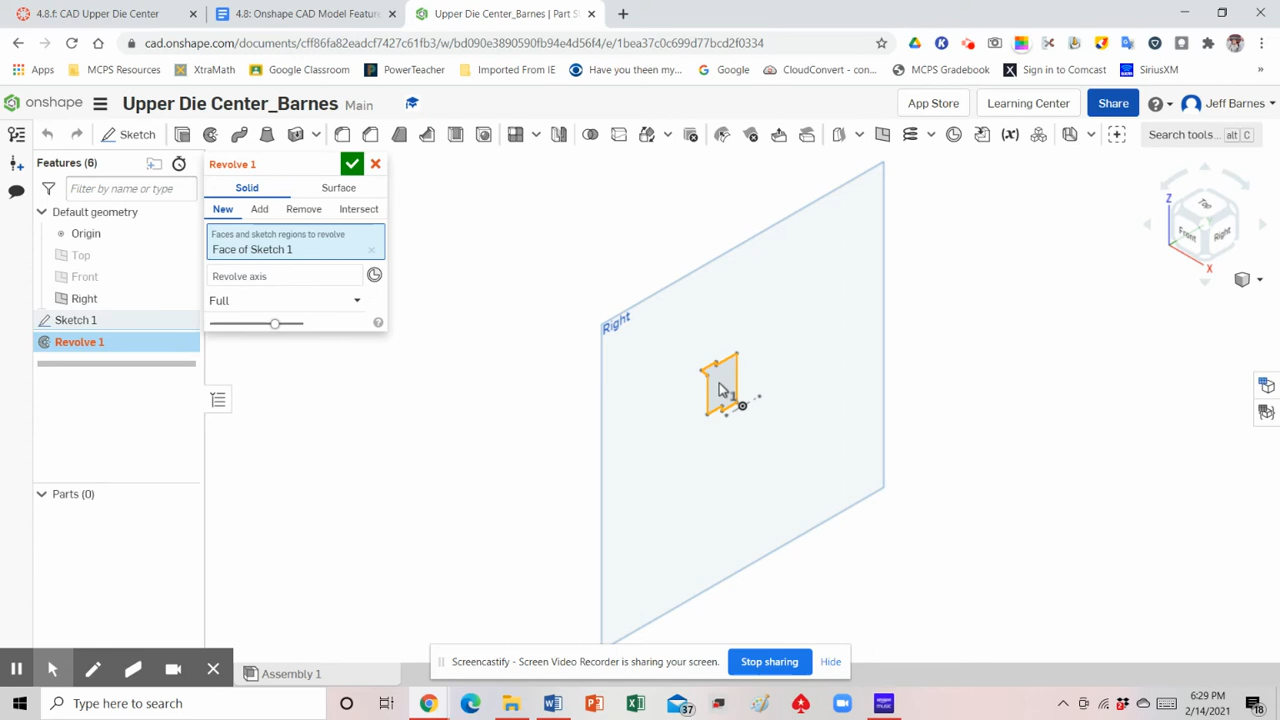 4.8.f: CAD Upper Die Center
4.8: Onshape CAD Model Feature
Upper Die Center_Barnes | Part S
cad.onshape.com/documents/cff06fa82eadcf7427c61fb3/w/bd090e3890590fb94e4d56f4/e/1bea37c0c699d77bcd2f0334
Apps
MCPS Resources
XtraMath
Google Classroom
PowerTeacher
Imported From IE
Have you theen my...
Google
CloudConvert - con...
MCPS Gradebook
Sign in to Comcast
SiriusXM
»
onshape
Upper Die Center_Barnes
Main
App Store
Learning Center
Share
Jeff Barnes
Sketch
(x)
Search tools...
alt
C
Features (6)
Filter by name or type
Default geometry
Origin
Top
Front
Right
Sketch 1
Revolve 1
Parts (0)
Revolve 1
Solid
Surface
New
Add
Remove
Intersect
Faces and sketch regions to revolve
Face of Sketch 1
Revolve axis
Full
Right
Z
Front
Right
X
Assembly 1
Screencastify - Screen Video Recorder is sharing your screen.
Stop sharing
Hide
Type here to search
37
6:29 PM
2/14/2021
18